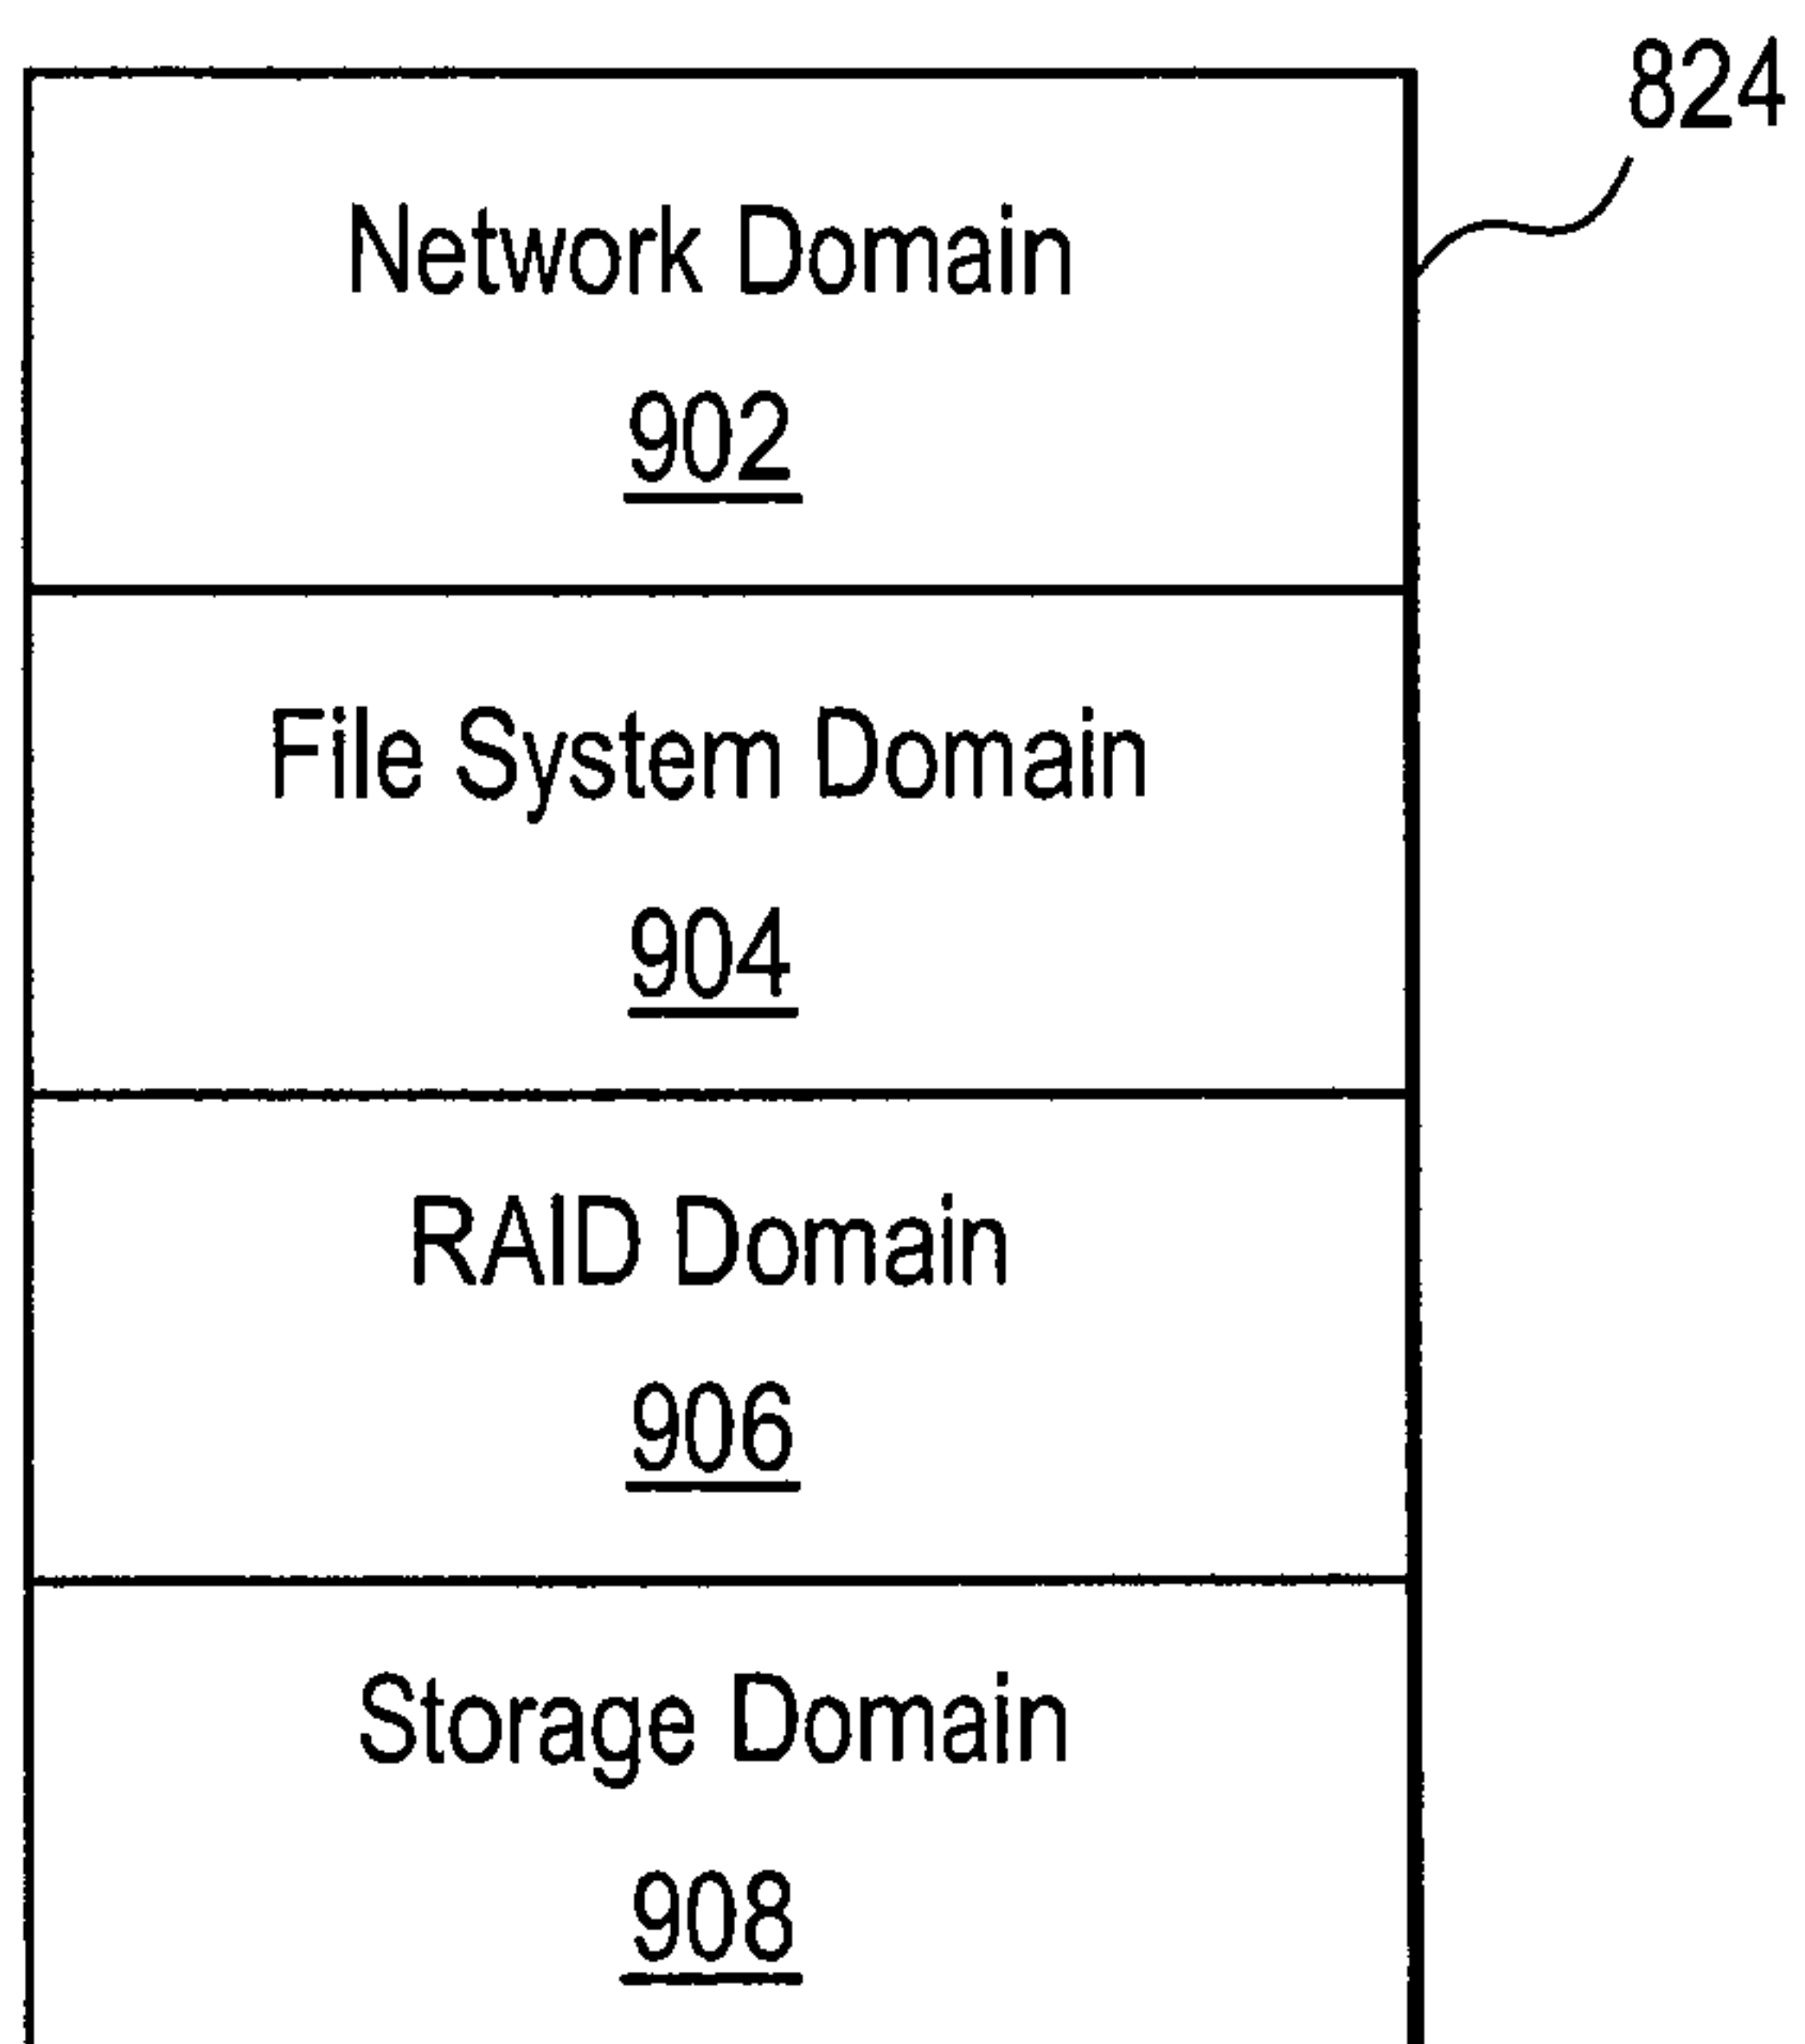 824
Network Domain
902
File System Domain
904
RAID Domain
906
Storage Domain
908